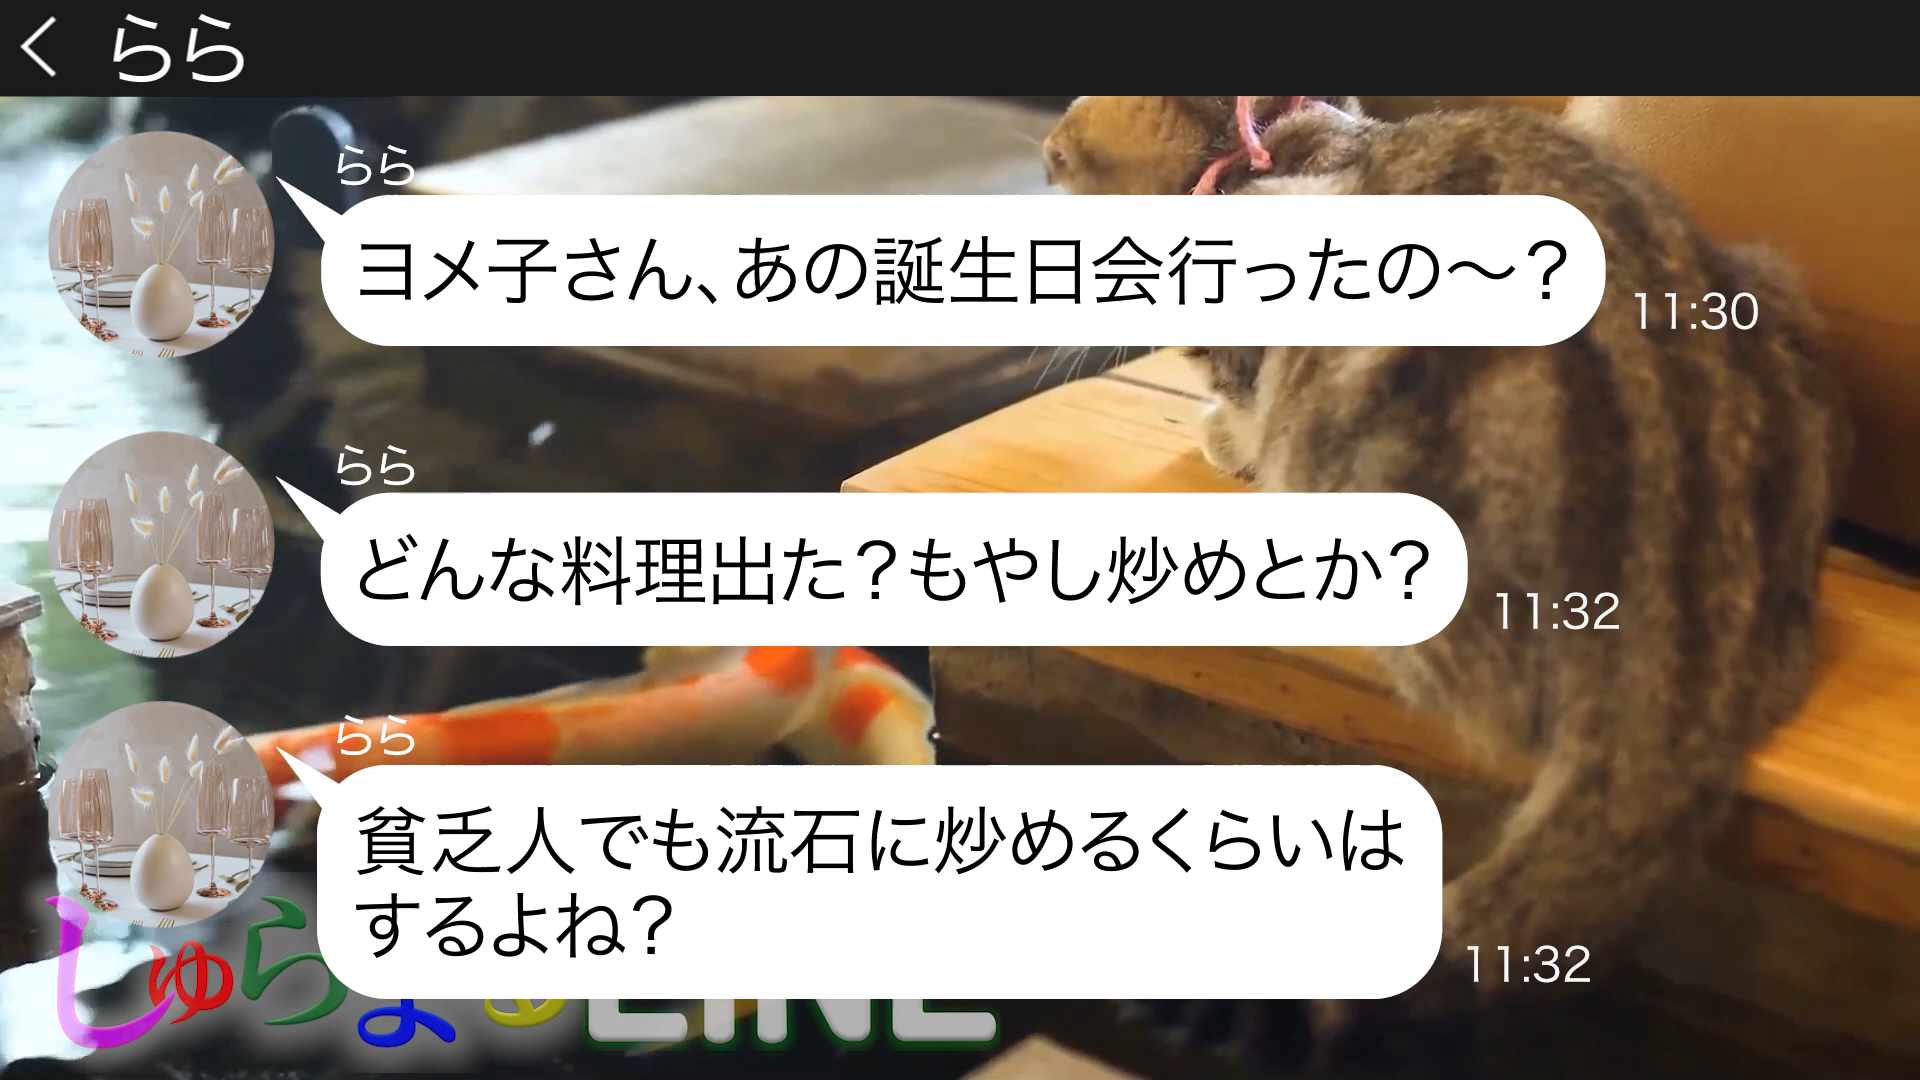 らら
らら
ヨメ子さん、あの誕生日会行ったの～？
11:30
らら
どんな料理出た？もやし炒めとか？
11:32
らら
貧乏人でも流石に炒めるくらいは
するよね？
11:32
しゅら
LINE